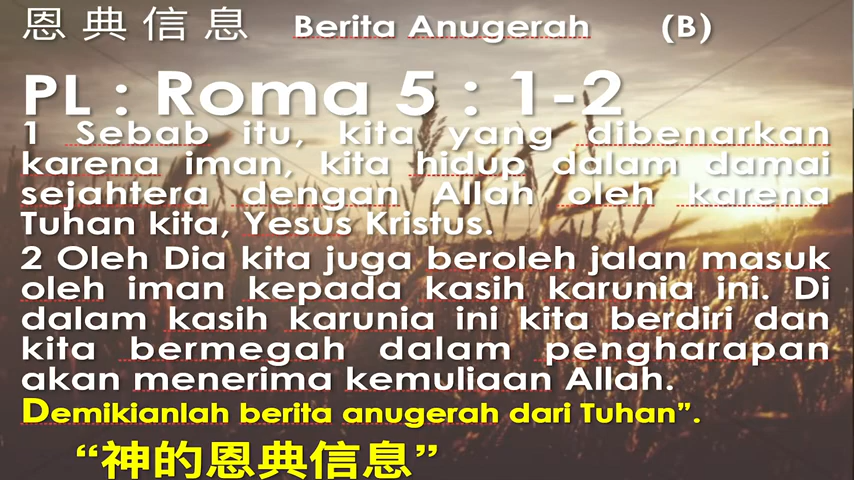 恩典信息 Berita Anugerah (B)
PL : Roma 5 : 1-2
1 Sebab itu, kita yang dibenarkan
karena iman, kita hidup dalam damai
sejahtera dengan Allah oleh karena
Tuhan kita, Yesus Kristus.
2 Oleh Dia kita juga beroleh jalan masuk
oleh iman kepada kasih karunia ini. Di
dalam kasih karunia ini kita berdiri dan
kita bermegah dalam pengharapan
akan menerima kemuliaan Allah.
Demikianlah berita anugerah dari Tuhan”.
“神的恩典信息”